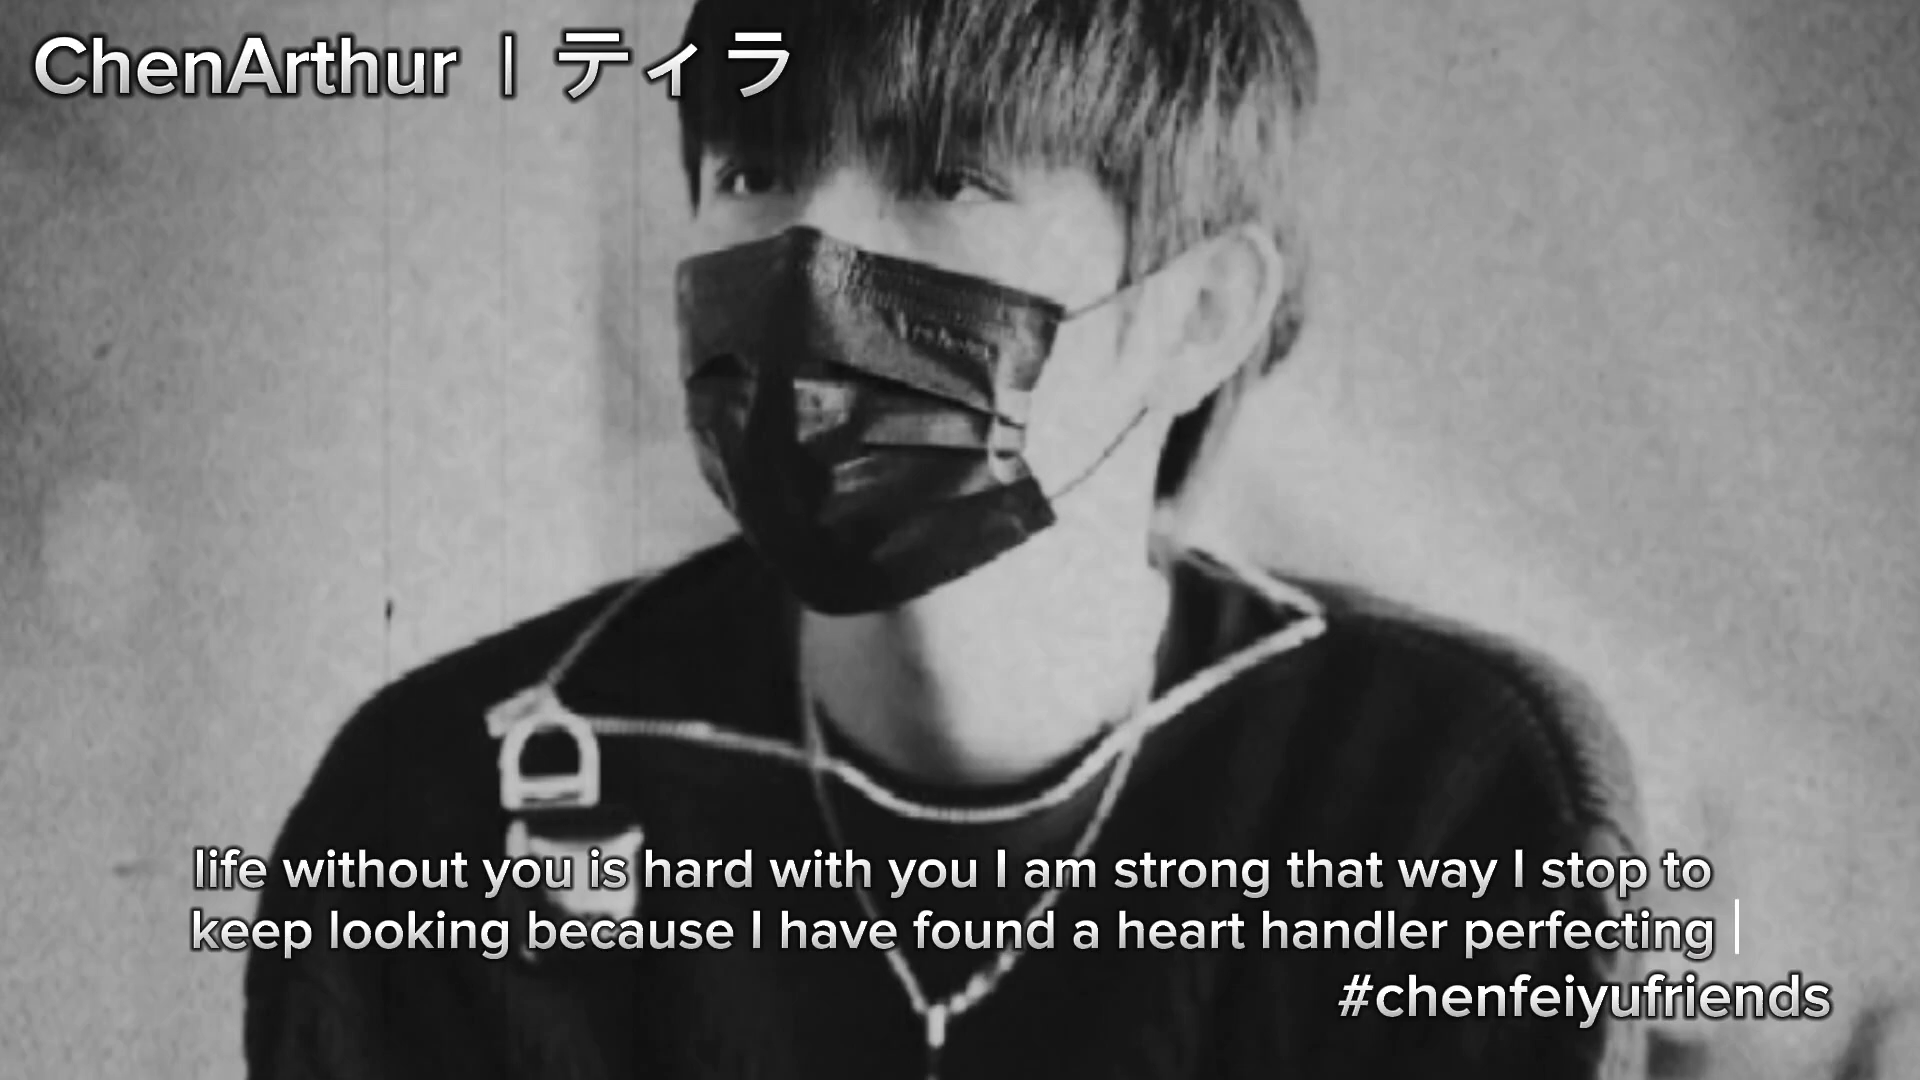 ChenArthur | ティラ
life without you is hard with you I am strong that way I stop to
keep looking because I have found a heart handler perfecting |
#chenfeiyufriends